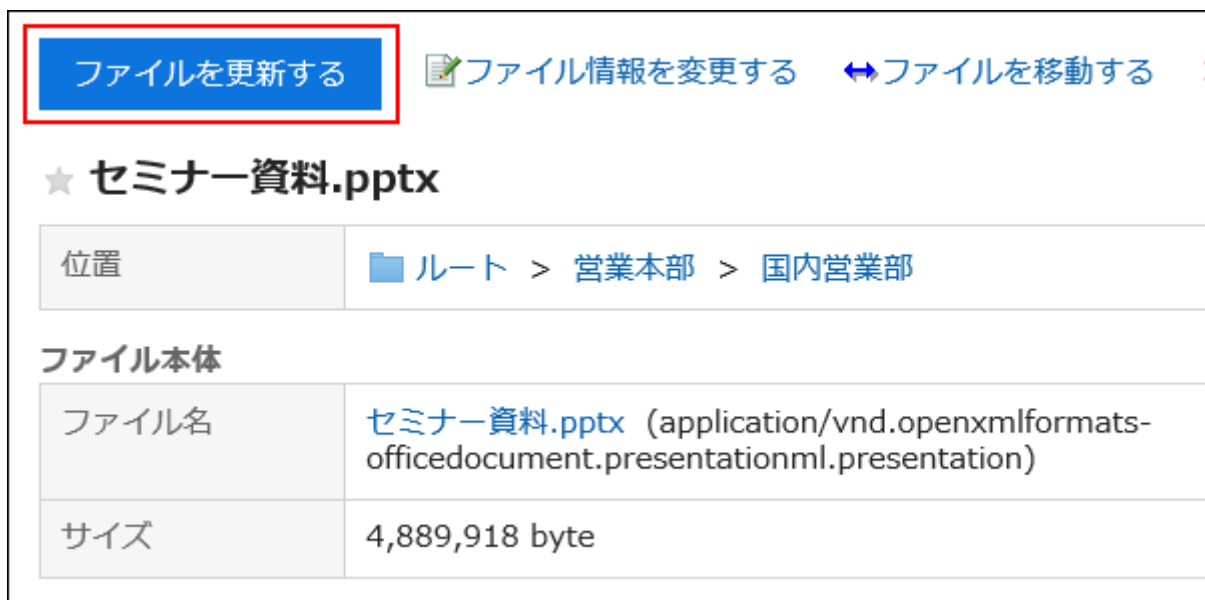 ファイルを更新する ファイル情報を変更する ファイルを移動する
セミナー資料.pptx
位置 ルート > 営業本部 > 国内営業部
ファイル本体
ファイル名 セミナー資料.pptx (application/vnd.openxmlformats-
officedocument.presentationml.presentation)
サイズ 4,889,918 byte